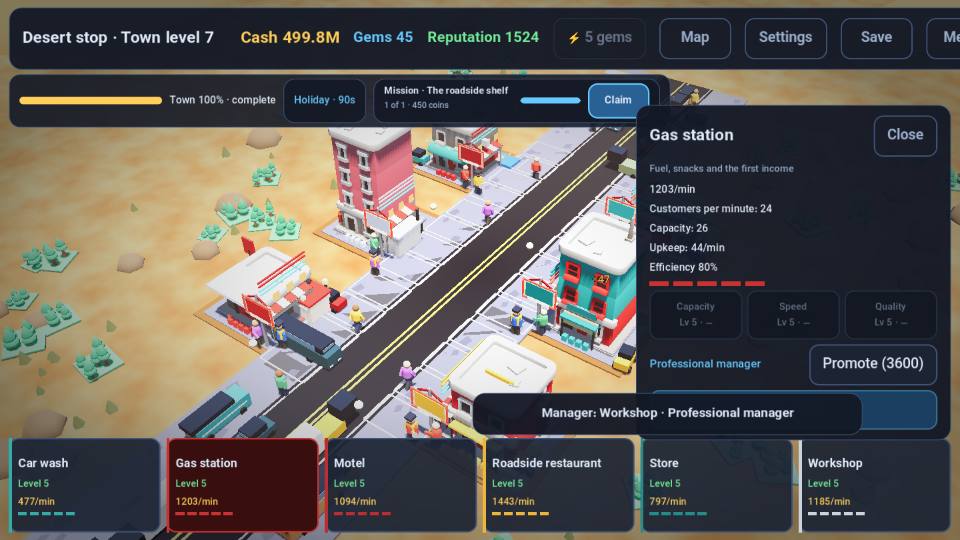 Desert stop · Town level 7
Cash 499.8M
Gems 45
Reputation 1524
⚡ 5 gems
Map
Settings
Save
Town 100% · complete
Holiday · 90s
Mission · The roadside shelf
1 of 1 · 450 coins
Claim
Gas station
Close
Fuel, snacks and the first income
1203/min
Customers per minute: 24
Capacity: 26
Upkeep: 44/min
Efficiency 80%
Capacity
Lv 5 · –
Speed
Lv 5 · –
Quality
Lv 5 · –
Professional manager
Promote (3600)
Manager: Workshop · Professional manager
Car wash
Level 5
477/min
Gas station
Level 5
1203/min
Motel
Level 5
1094/min
Roadside restaurant
Level 5
1443/min
Store
Level 5
797/min
Workshop
Level 5
1185/min